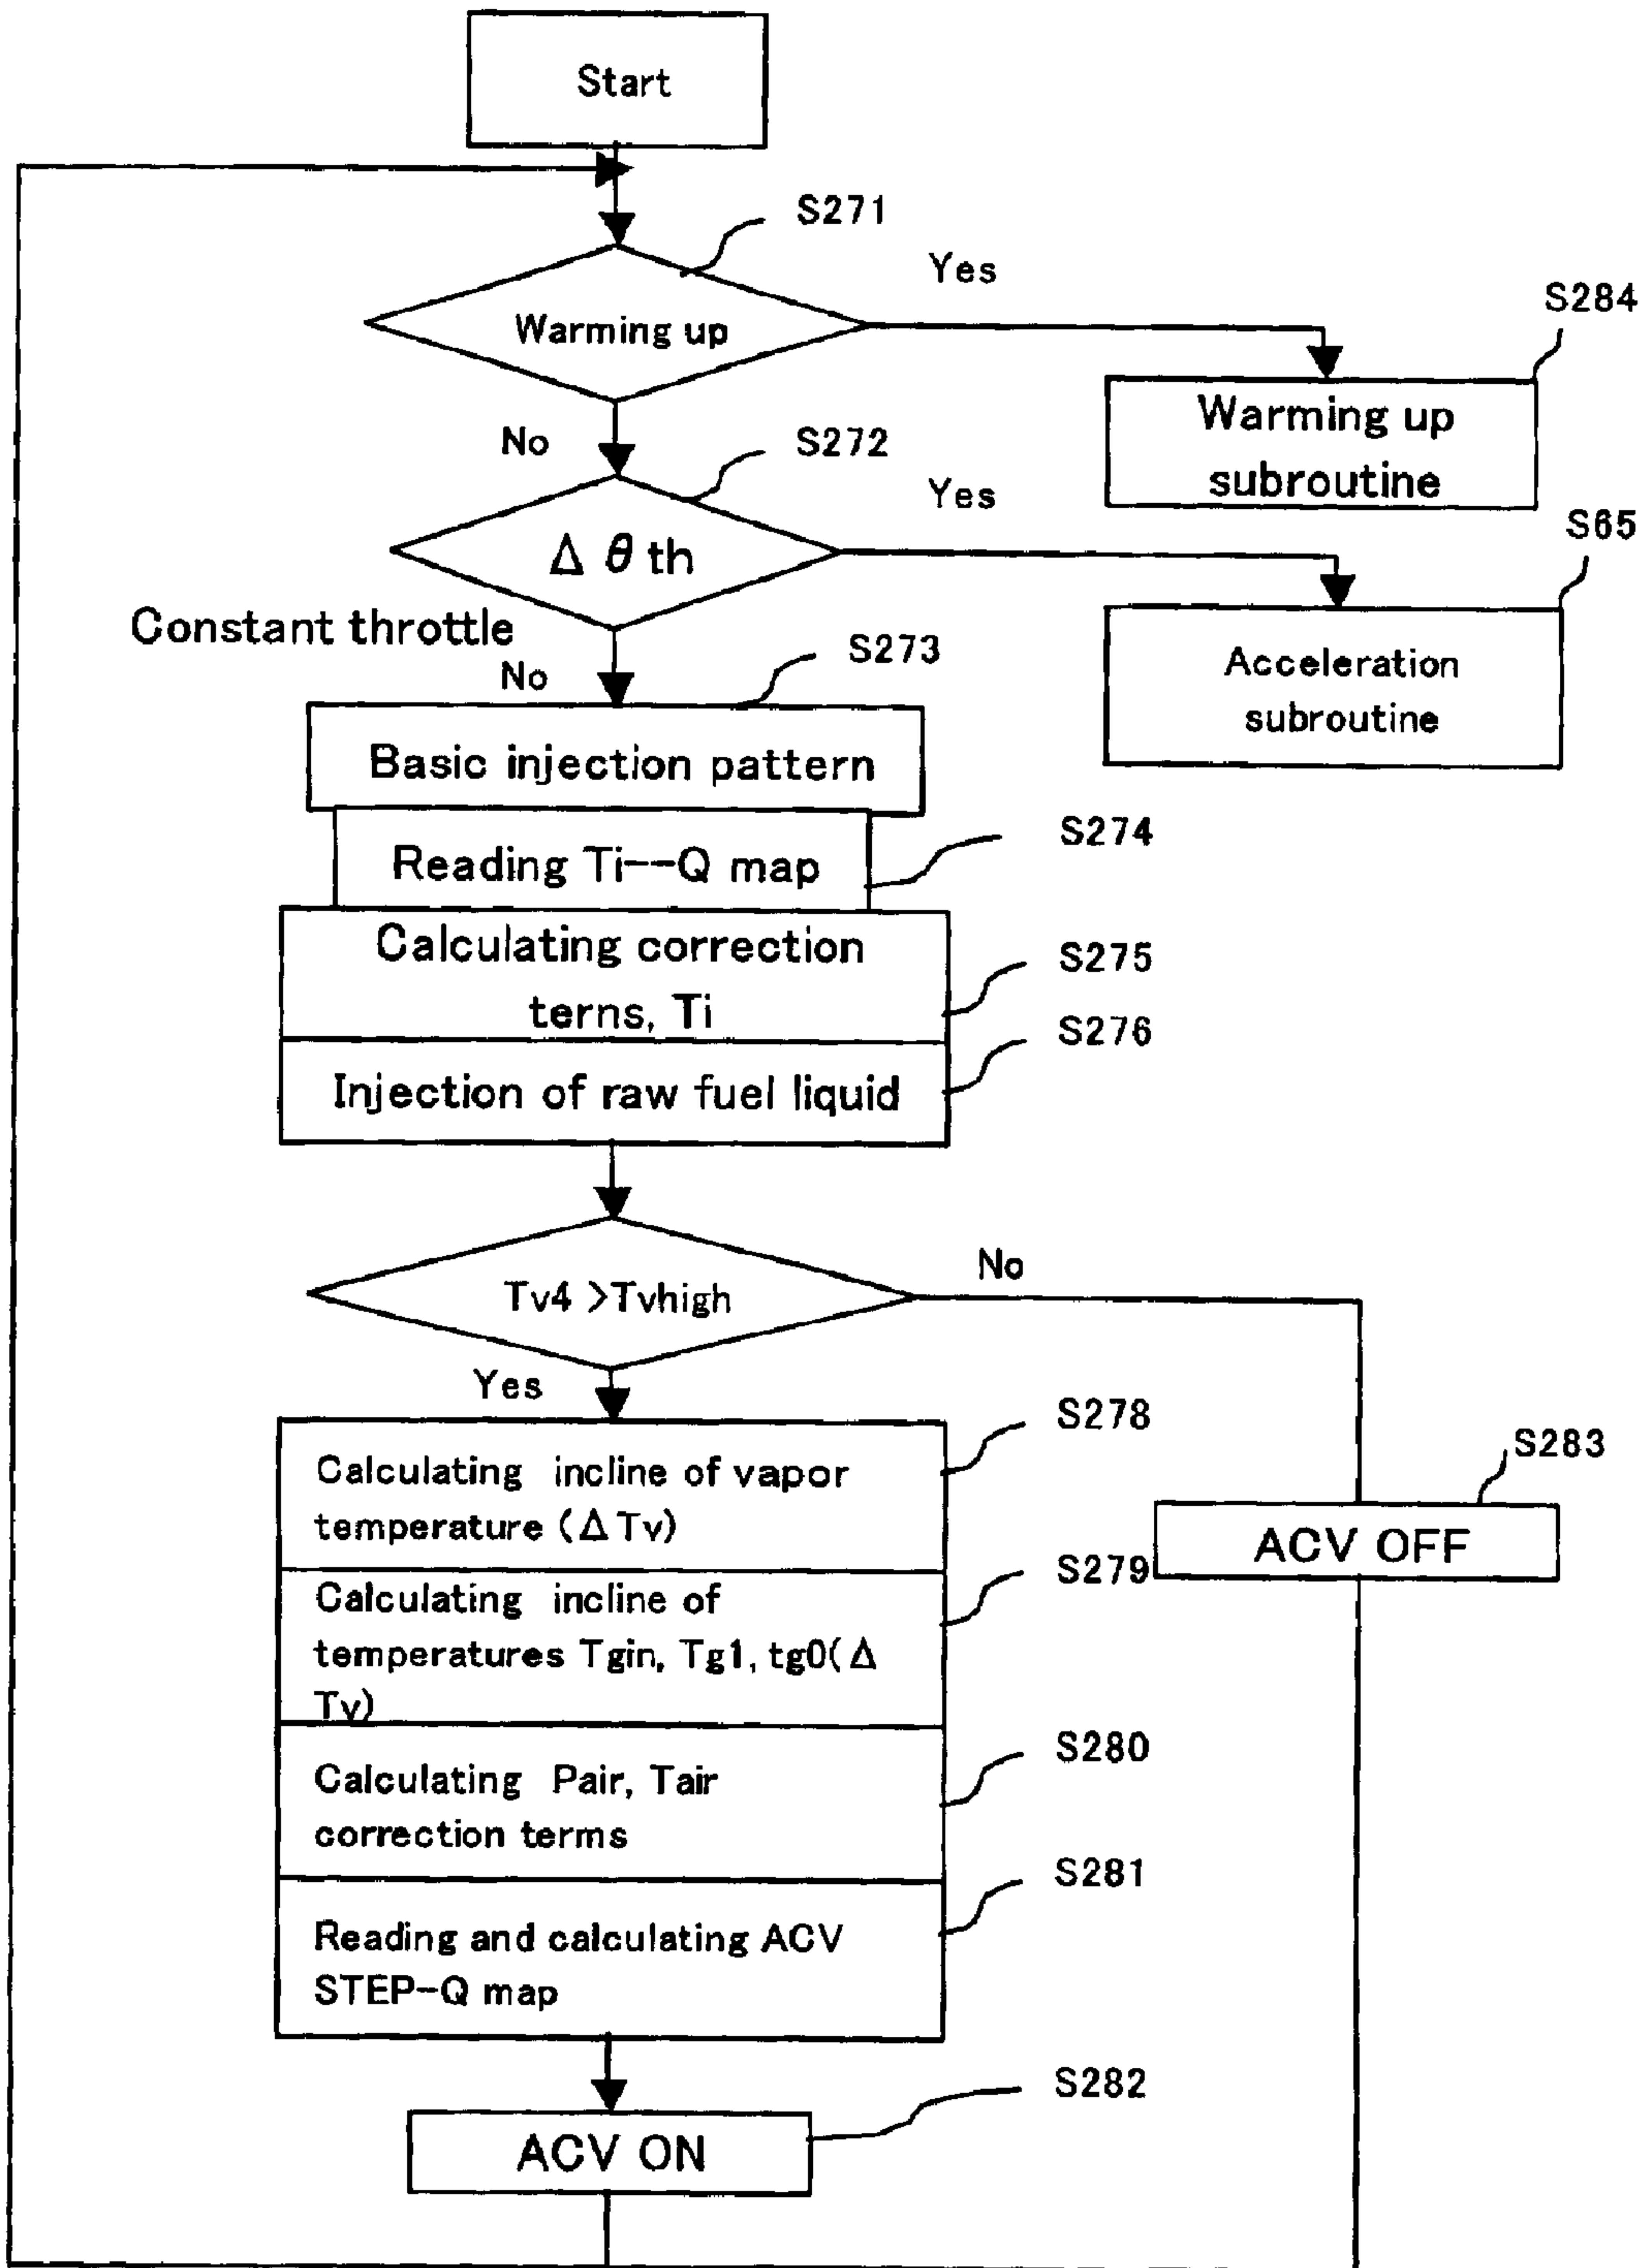 Start
S271
Yes
Warming up
S284
Warming up
subroutine
No
S272
Yes
Δ θ th
S65
Acceleration
subroutine
Constant throttle
No
S273
Basic injection pattern
S274
Reading Ti--Q map
Calculating correction
terns, Ti
S275
S276
Injection of raw fuel liquid
Tv4 >Tvhigh
No
Yes
S278
Calculating incline of vapor
temperature (Δ Tv)
S283
ACV OFF
S279
Calculating incline of
temperatures Tgin, Tg1, tg0(Δ
Tv)
S280
Calculating Pair, Tair
correction terms
S281
Reading and calculating ACV
STEP-Q map
S282
ACV ON